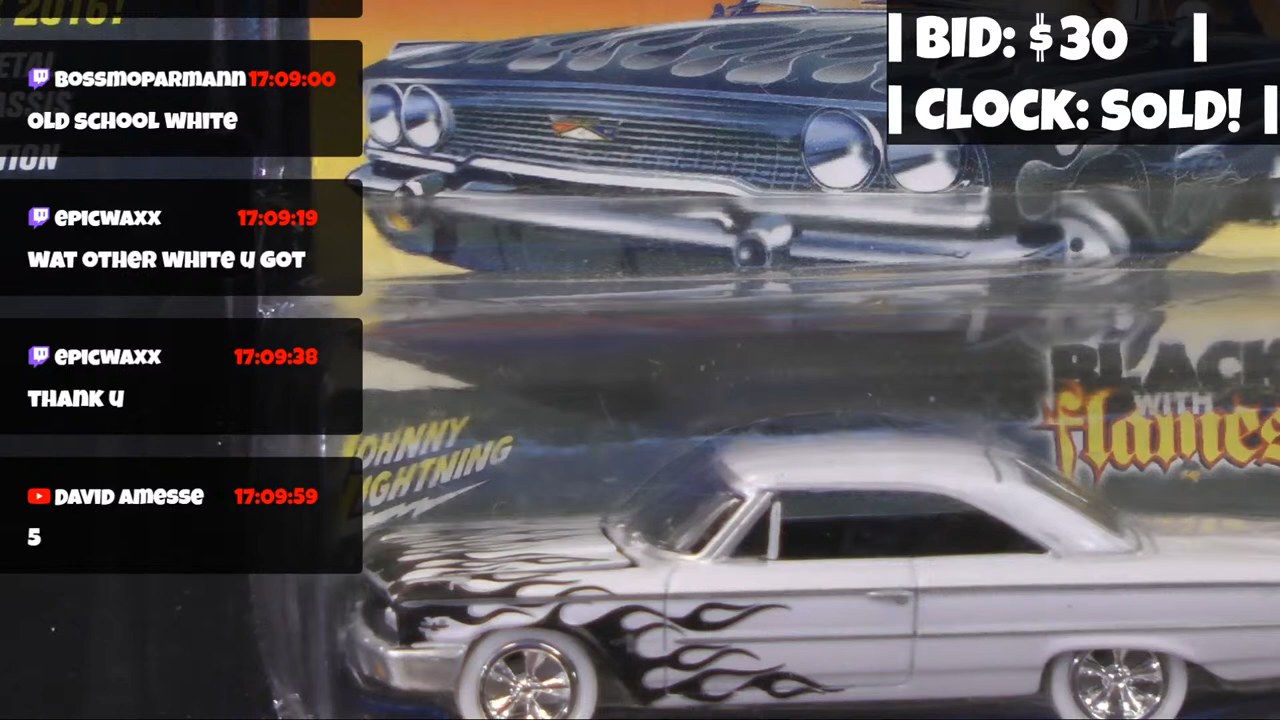 2016!
BOSSMOPARMANN 17:09:00
OLD SCHOOL WHITE
EPICWAXX 17:09:19
WAT OTHER WHITE U GOT
EPICWAXX 17:09:38
THANK U
DAVID AMESSE 17:09:59
5
| BID: $30 |
| CLOCK: SOLD! |
BLACK
WITH
flames
JOHNNY
LIGHTNING